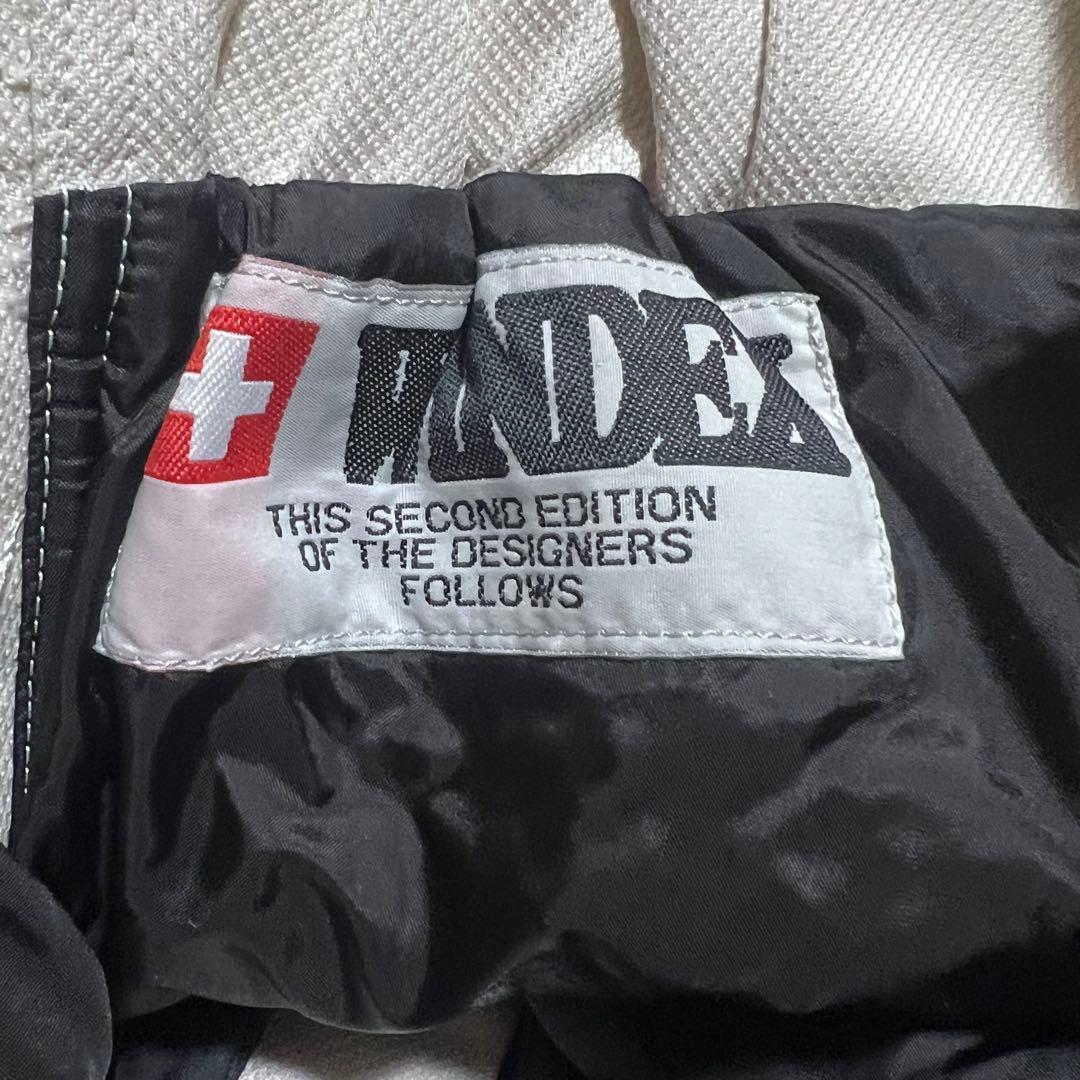 THIS SECOND EDITION
OF THE DESIGNERS
FOLLOWS